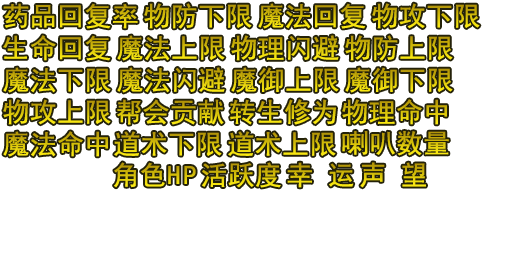 药品回复率 物防下限 魔法回复 物攻下限
生命回复 魔法上限 物理闪避 物防上限
魔法下限 魔法闪避 魔御上限 魔御下限
物攻上限 帮会贡献 转生修为 物理命中
魔法命中 道术下限 道术上限 喇叭数量
角色HP 活跃度 幸 运 声 望